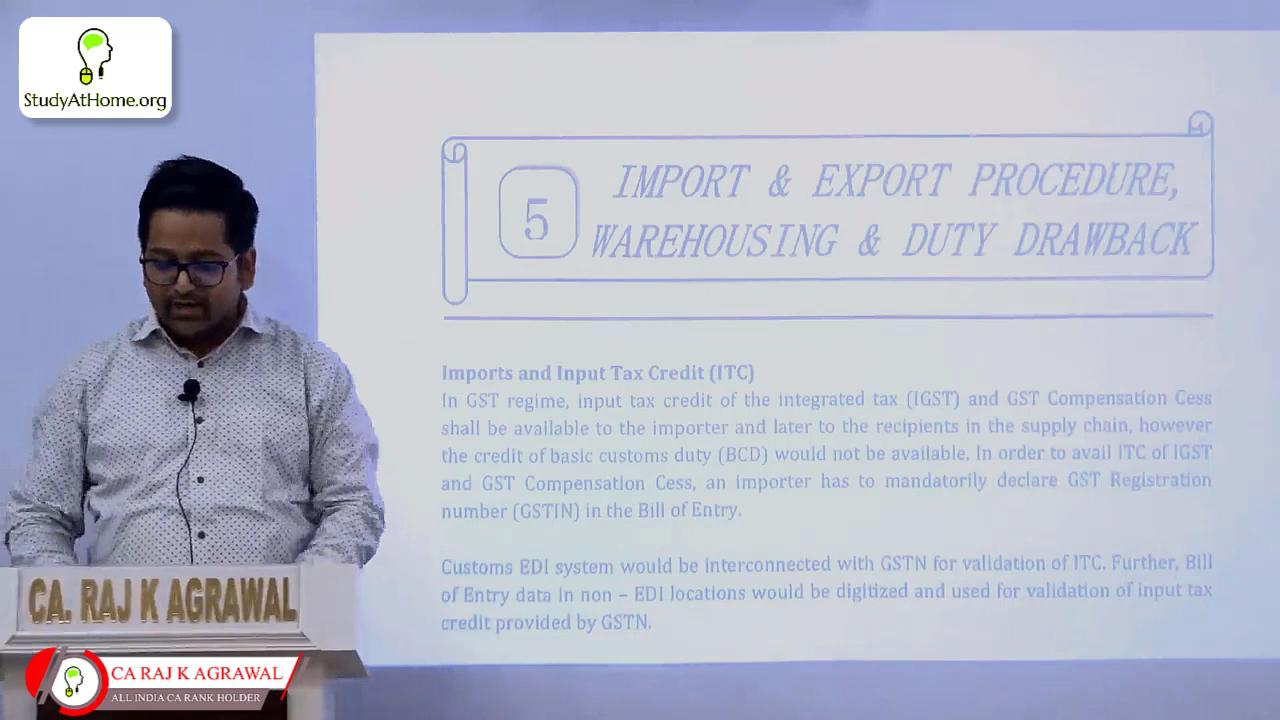 StudyAtHome.org
5
IMPORT & EXPORT PROCEDURE,
WAREHOUSING & DUTY DRAWBACK
Imports and Input Tax Credit (ITC)
In GST regime, input tax credit of the integrated tax (IGST) and GST Compensation Cess
shall be available to the importer and later to the recipients in the supply chain, however
the credit of basic customs duty (BCD) would not be available. In order to avail ITC of IGST
and GST Compensation Cess, an importer has to mandatorily declare GST Registration
number (GSTIN) in the Bill of Entry.
Customs EDI system would be interconnected with GSTN for validation of ITC. Further, Bill
of Entry data in non – EDI locations would be digitized and used for validation of input tax
credit provided by GSTN.
CA. RAJ K AGRAWAL
CA RAJ K AGRAWAL
ALL INDIA CA RANK HOLDER